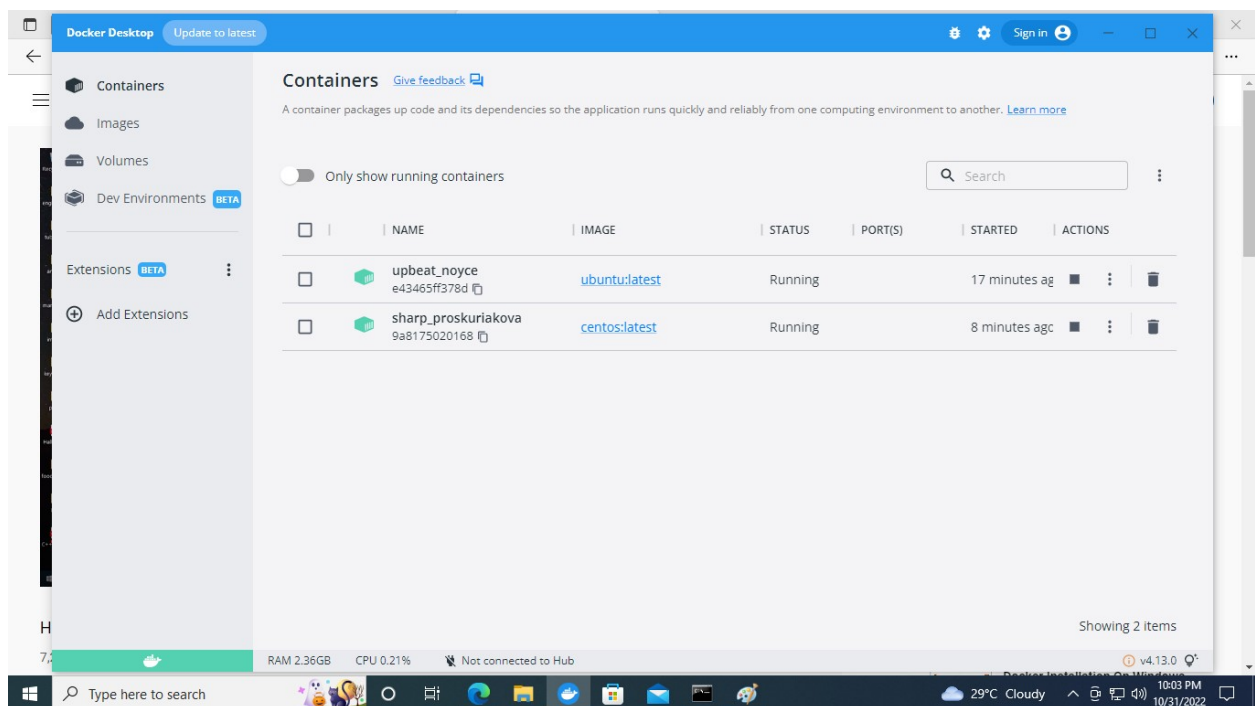 Docker Desktop Update to latest Sign in
Containers
Images
Volumes
Dev Environments BETA
Extensions BETA
Add Extensions
Containers Give feedback
A container packages up code and its dependencies so the application runs quickly and reliably from one computing environment to another. Learn more
Only show running containers Search
NAME IMAGE STATUS PORT(S) STARTED ACTIONS
upbeat_noyce ubuntu:latest Running 17 minutes ag
e43465ff378d
sharp_proskuriakova centos:latest Running 8 minutes agc
9a8175020168
Showing 2 items
H
7,
RAM 2.36GB CPU 0.21% Not connected to Hub v4.13.0
Docker Installation On Windows
Type here to search 29°C Cloudy 10:03 PM
10/31/2022